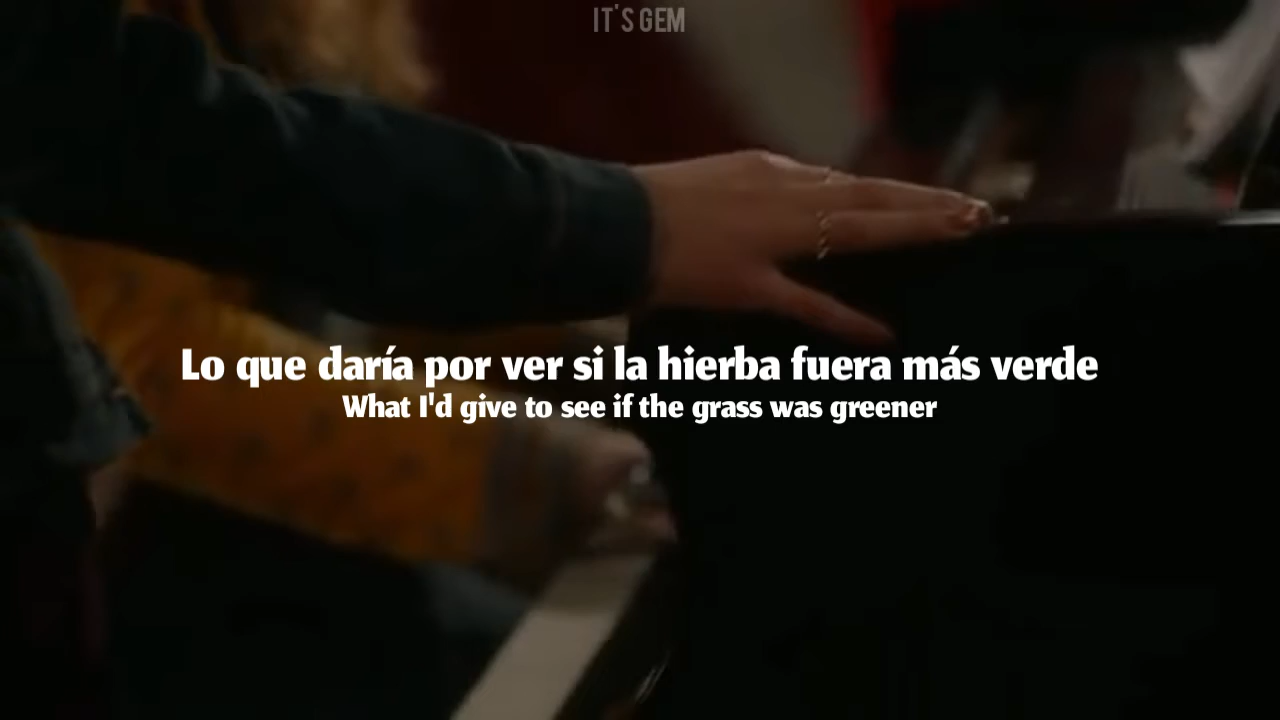 IT'S GEM
Lo que daría por ver si la hierba fuera más verde
What I'd give to see if the grass was greener